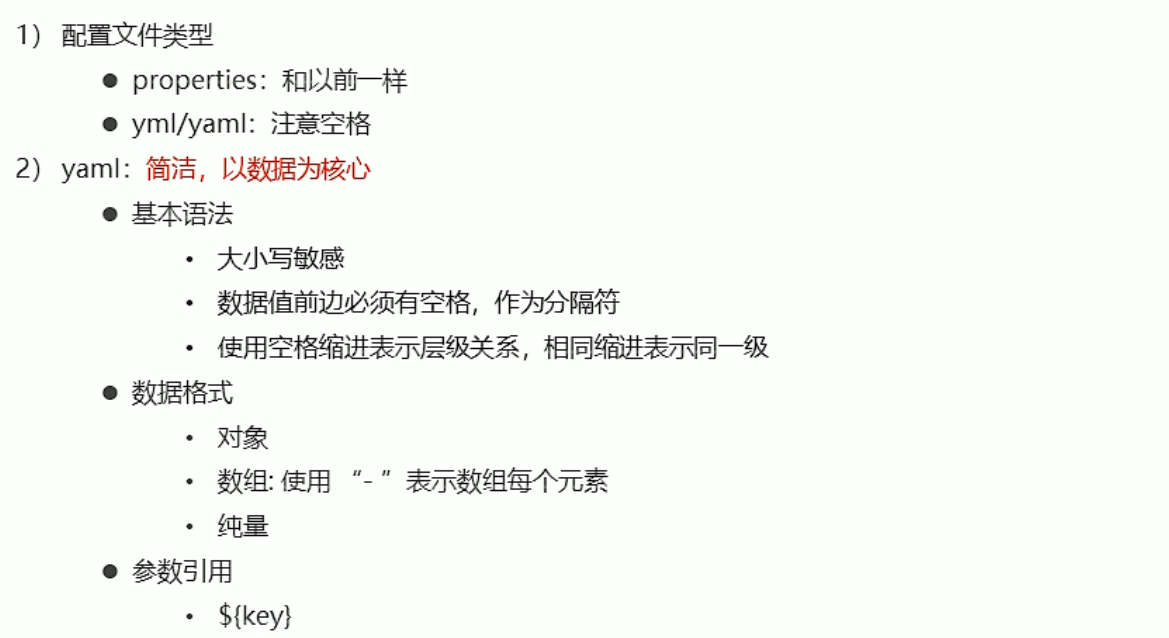 1） 配置文件类型
● properties：和以前一样
● yml/yaml：注意空格
2） yaml：简洁，以数据为核心
● 基本语法
• 大小写敏感
• 数据值前边必须有空格，作为分隔符
• 使用空格缩进表示层级关系，相同缩进表示同一级
● 数据格式
• 对象
• 数组: 使用 “- ”表示数组每个元素
• 纯量
● 参数引用
• ${key}